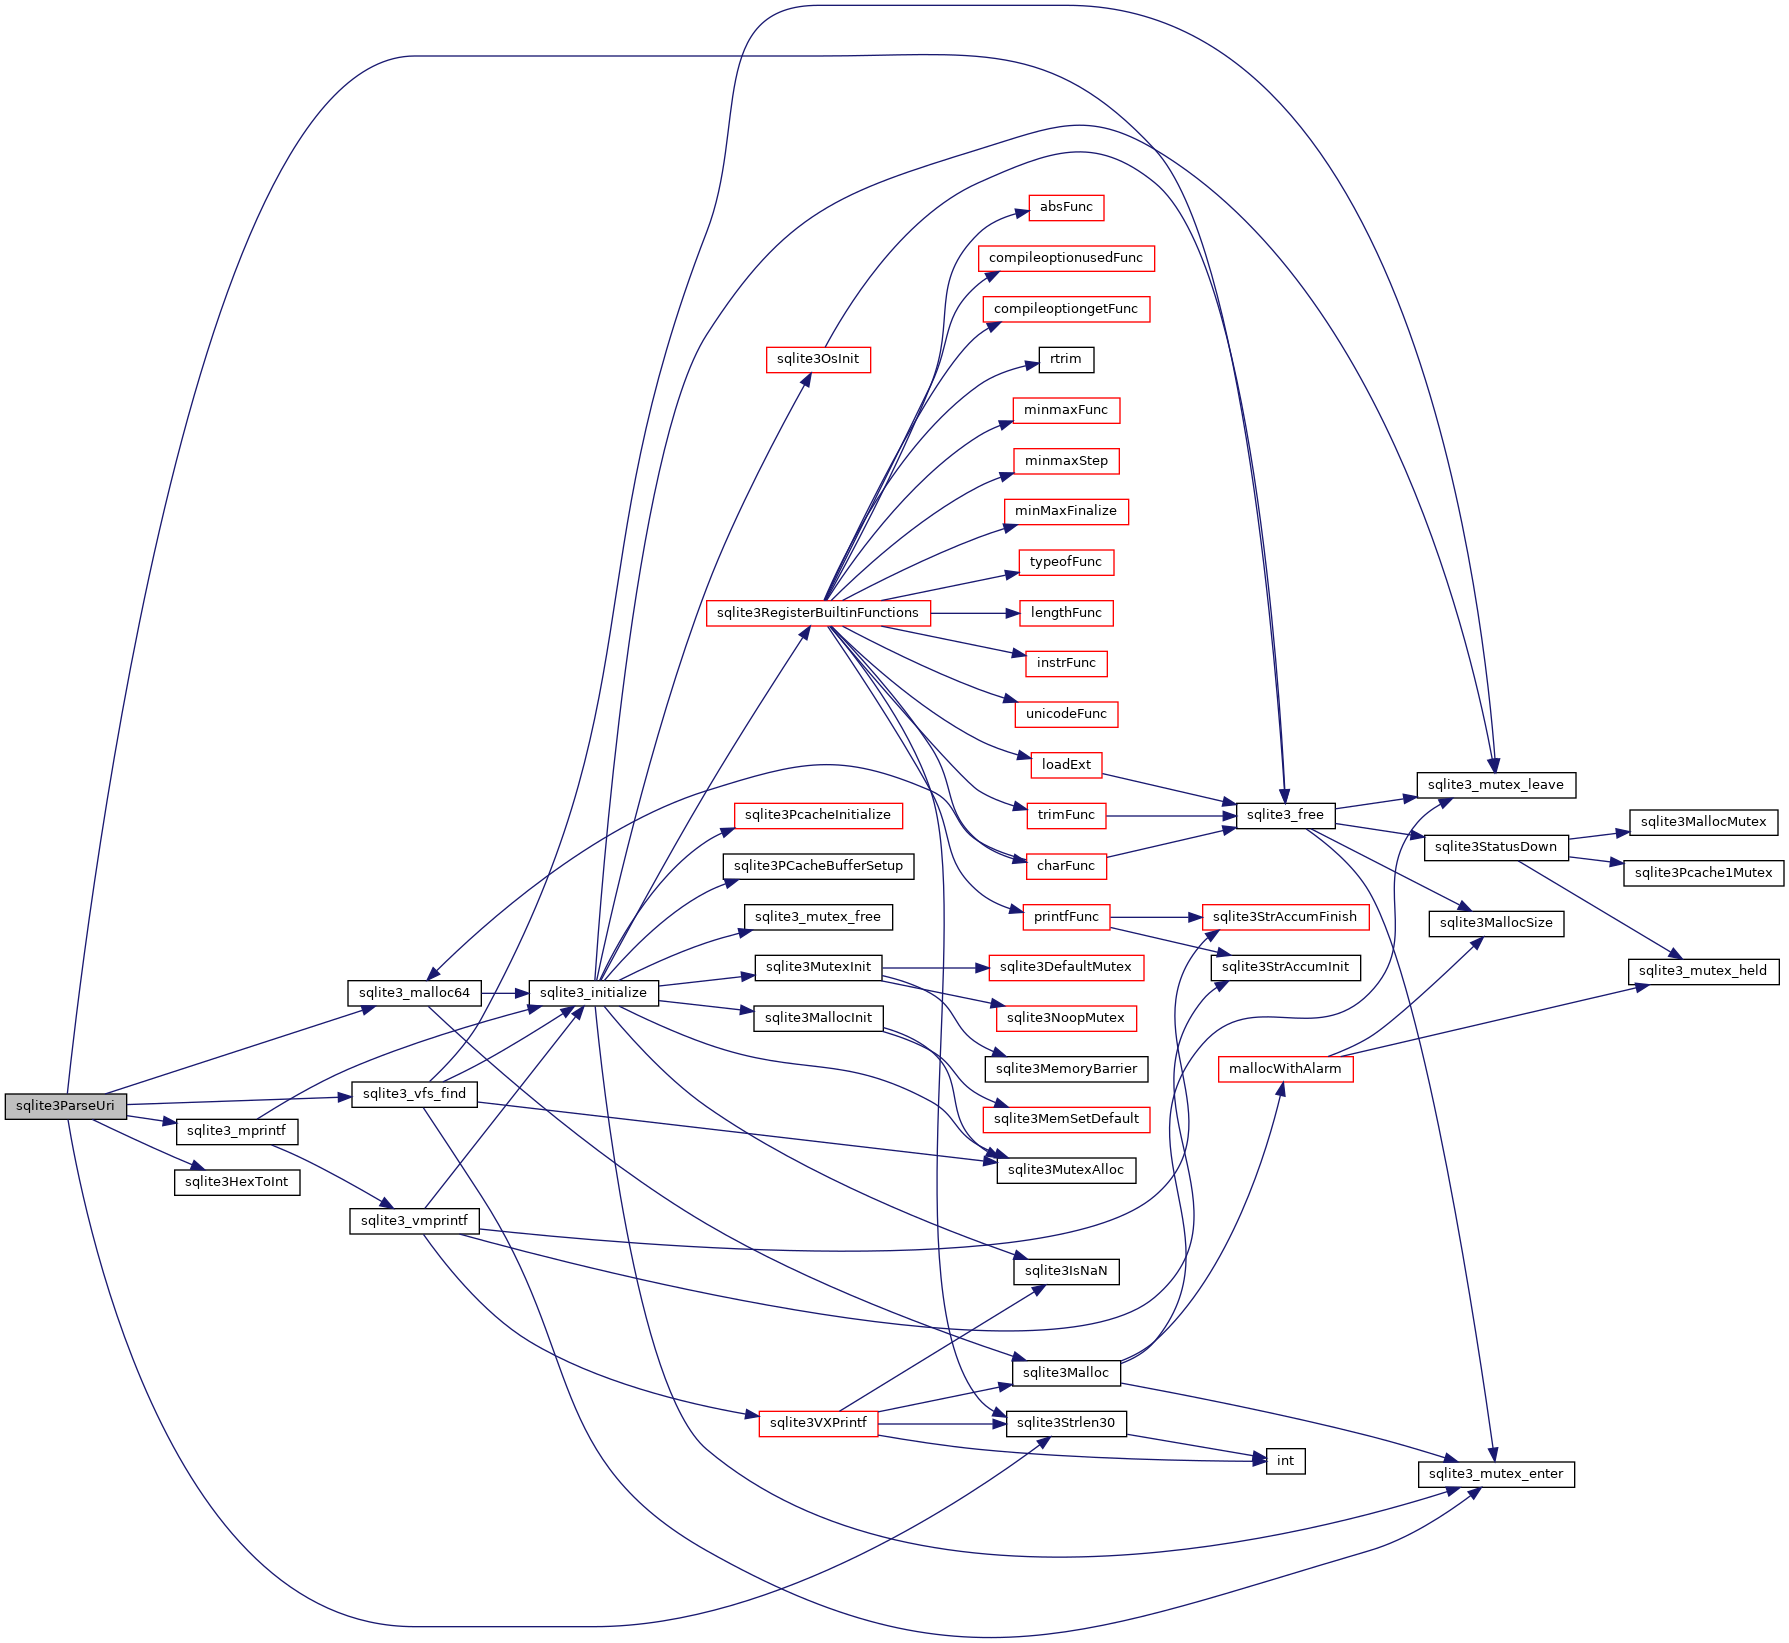 absFunc
compileoptionusedFunc
compileoptiongetFunc
sqlite3OsInit
rtrim
minmaxFunc
minmaxStep
minMaxFinalize
typeofFunc
sqlite3RegisterBuiltinFunctions
lengthFunc
instrFunc
unicodeFunc
loadExt
sqlite3_mutex_leave
sqlite3PcacheInitialize
trimFunc
sqlite3_free
sqlite3MallocMutex
sqlite3StatusDown
sqlite3PCacheBufferSetup
charFunc
sqlite3Pcache1Mutex
sqlite3_mutex_free
printfFunc
sqlite3StrAccumFinish
sqlite3MallocSize
sqlite3MutexInit
sqlite3DefaultMutex
sqlite3StrAccumInit
sqlite3_mutex_held
sqlite3_malloc64
sqlite3_initialize
sqlite3MallocInit
sqlite3NoopMutex
sqlite3MemoryBarrier
mallocWithAlarm
sqlite3ParseUri
sqlite3_vfs_find
sqlite3MemSetDefault
sqlite3_mprintf
sqlite3MutexAlloc
sqlite3HexToInt
sqlite3_vmprintf
sqlite3IsNaN
sqlite3Malloc
sqlite3VXPrintf
sqlite3Strlen30
int
sqlite3_mutex_enter